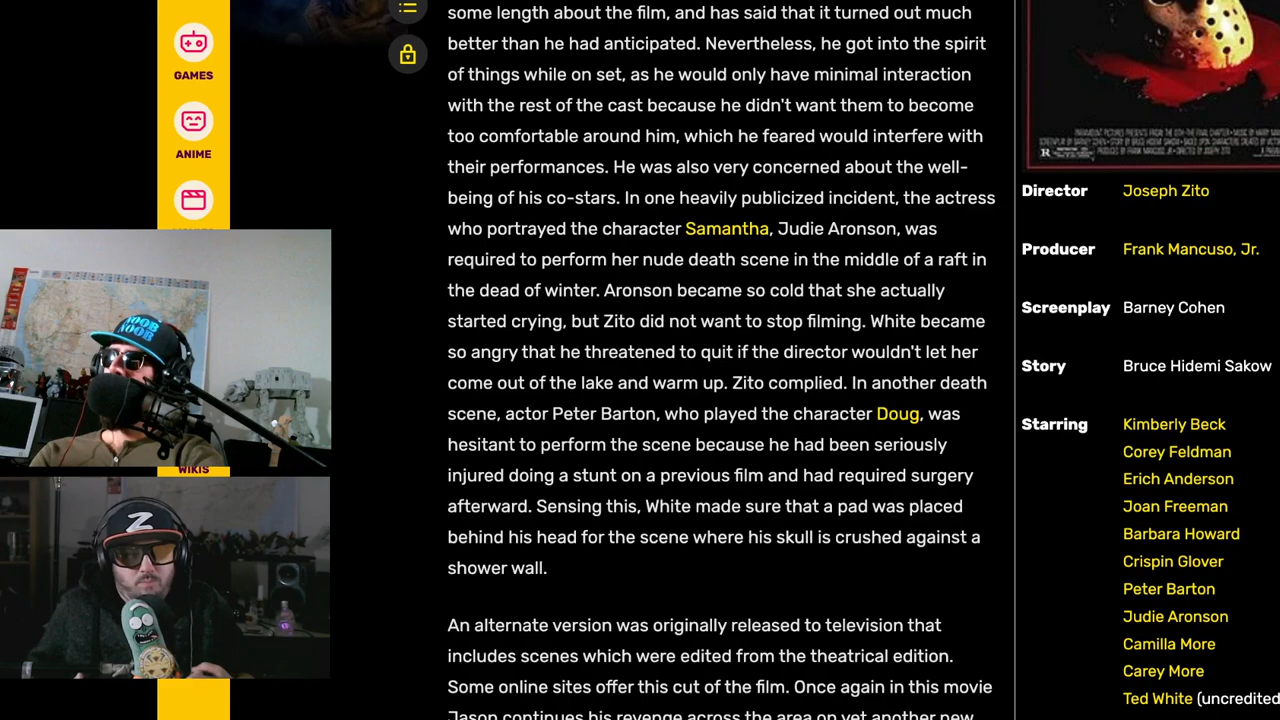 GAMES
ANIME
WIKIS
NOOB
NOOB
Z
some length about the film, and has said that it turned out much
better than he had anticipated. Nevertheless, he got into the spirit
of things while on set, as he would only have minimal interaction
with the rest of the cast because he didn't want them to become
too comfortable around him, which he feared would interfere with
their performances. He was also very concerned about the well-
being of his co-stars. In one heavily publicized incident, the actress
who portrayed the character Samantha, Judie Aronson, was
required to perform her nude death scene in the middle of a raft in
the dead of winter. Aronson became so cold that she actually
started crying, but Zito did not want to stop filming. White became
so angry that he threatened to quit if the director wouldn't let her
come out of the lake and warm up. Zito complied. In another death
scene, actor Peter Barton, who played the character Doug, was
hesitant to perform the scene because he had been seriously
injured doing a stunt on a previous film and had required surgery
afterward. Sensing this, White made sure that a pad was placed
behind his head for the scene where his skull is crushed against a
shower wall.
An alternate version was originally released to television that
includes scenes which were edited from the theatrical edition.
Some online sites offer this cut of the film. Once again in this movie
Jason continues his revenge across the area on yet another new
R
Director Joseph Zito
Producer Frank Mancuso, Jr.
Screenplay Barney Cohen
Story Bruce Hidemi Sakow
Starring Kimberly Beck
Corey Feldman
Erich Anderson
Joan Freeman
Barbara Howard
Crispin Glover
Peter Barton
Judie Aronson
Camilla More
Carey More
Ted White (uncredited